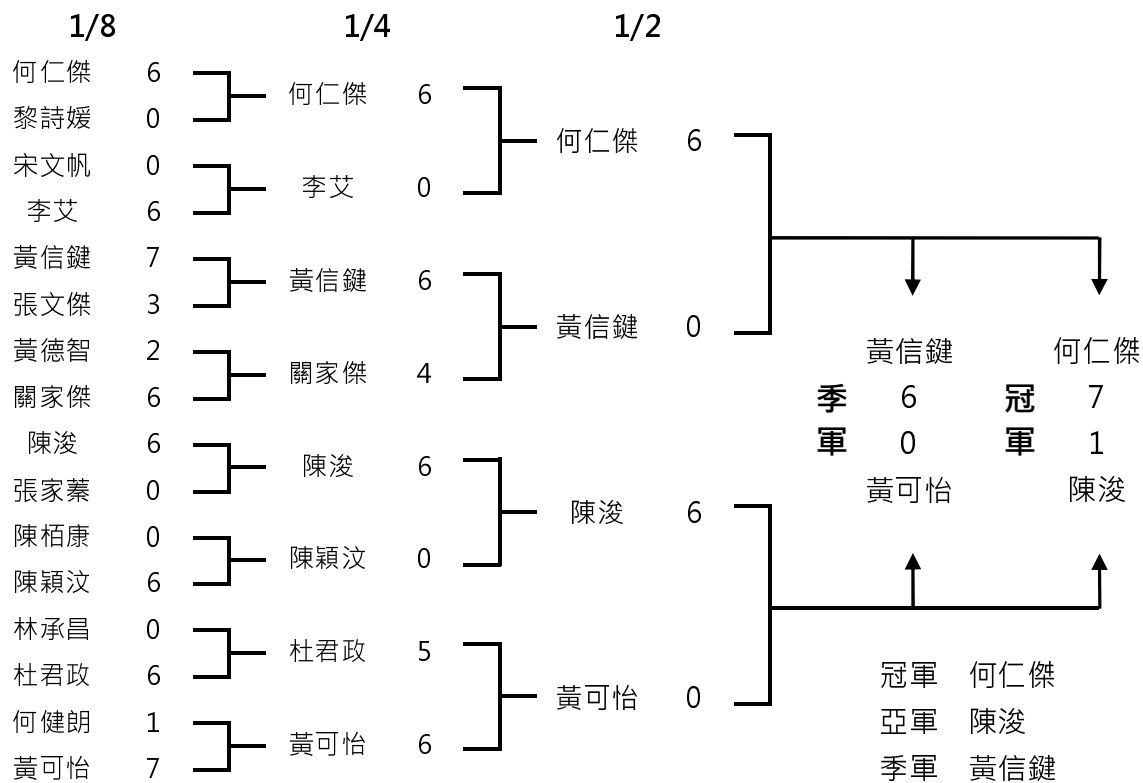 1/8 1/4 1/2
何仁傑 6
黎詩媛 0
宋文帆 0
李艾 6
黃信鍵 7
張文傑 3
黃德智 2
關家傑 6
陳浚 6
張家蓁 0
陳栢康 0
陳穎汶 6
林承昌 0
杜君政 6
何健朗 1
黃可怡 7
何仁傑 6
李艾 0
黃信鍵 6
關家傑 4
陳浚 6
陳穎汶 0
杜君政 5
黃可怡 6
何仁傑 6
黃信鍵 0
陳浚 6
黃可怡 0
季軍
黃信鍵
6
0
黃可怡
冠軍
何仁傑
7
1
陳浚
冠軍 何仁傑
亞軍 陳浚
季軍 黃信鍵